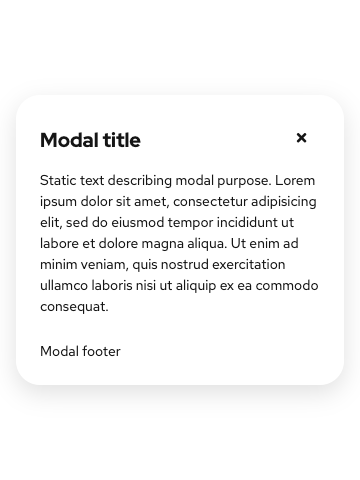 Modal title
Static text describing modal purpose. Lorem
ipsum dolor sit amet, consectetur adipisicing
elit, sed do eiusmod tempor incididunt ut
labore et dolore magna aliqua. Ut enim ad
minim veniam, quis nostrud exercitation
ullamco laboris nisi ut aliquip ex ea commodo
consequat.
Modal footer